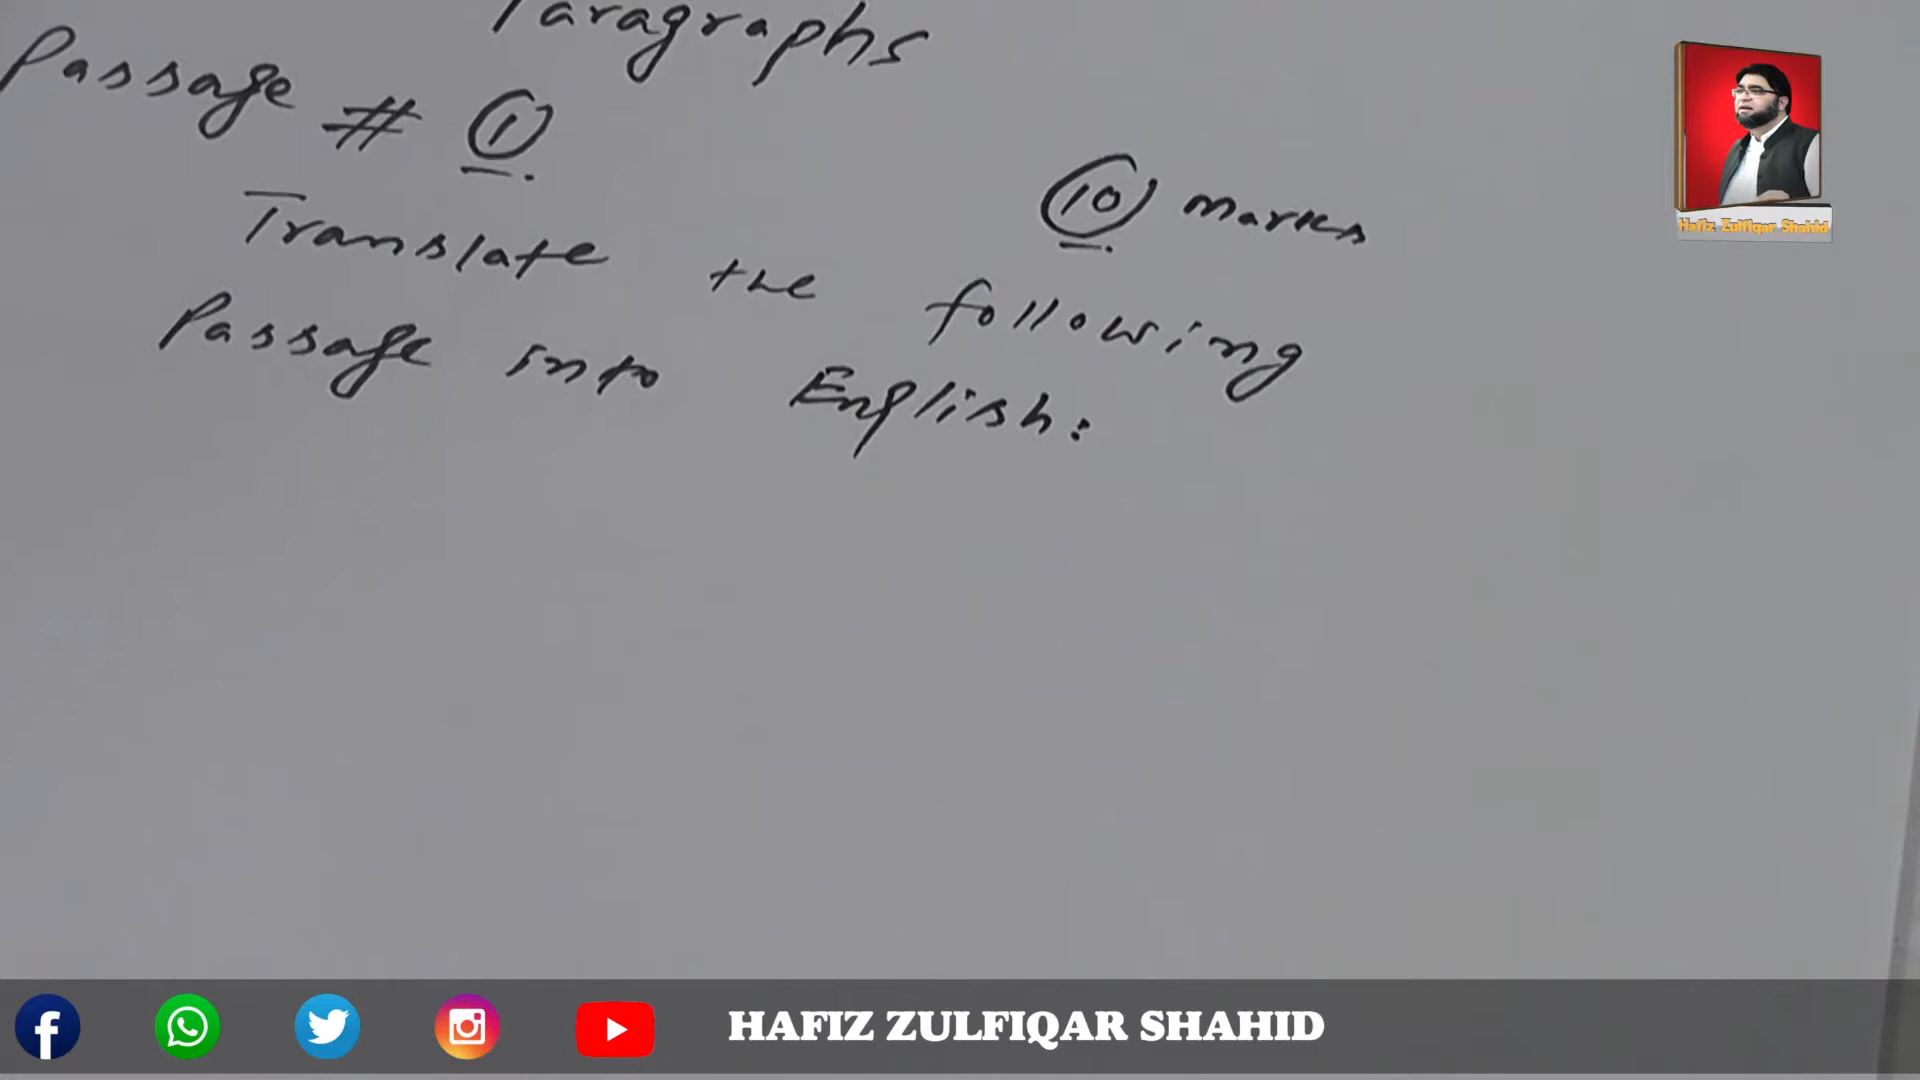 Paragraphs
Passage # 1
10 marks
Translate the following
Passage into English:
Hafiz Zulfiqar Shahid
HAFIZ ZULFIQAR SHAHID